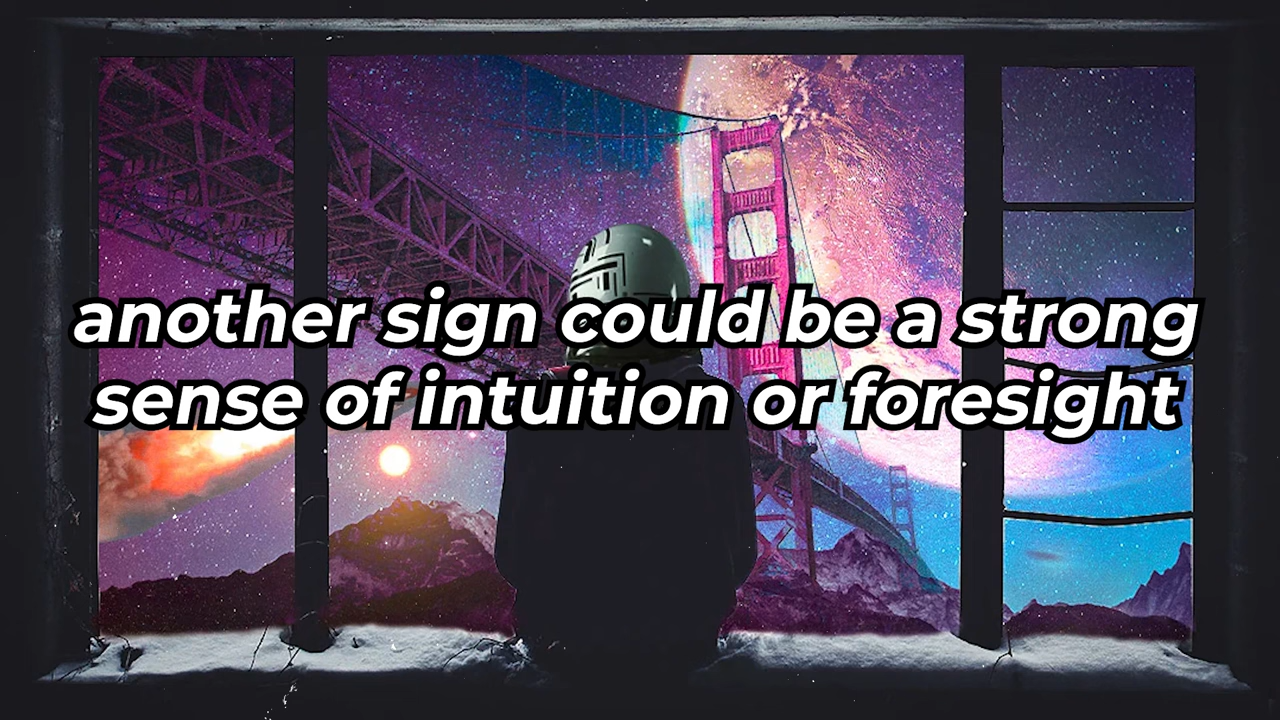 another sign could be a strong
sense of intuition or foresight